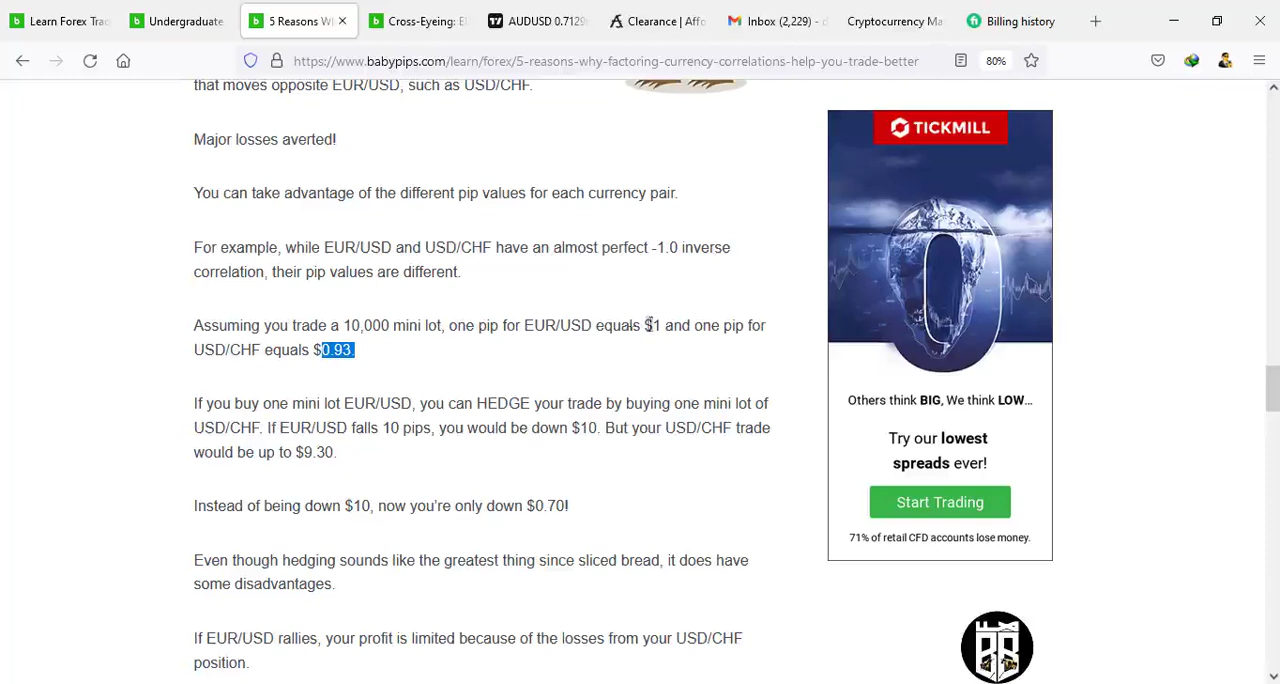 Learn Forex Trad
Undergraduate
5 Reasons W
Cross-Eyeing: E
AUDUSD 0.7129
Clearance | Affo
Inbox (2,229) - d
Cryptocurrency Ma
Billing history
https://www.babypips.com/learn/forex/5-reasons-why-factoring-currency-correlations-help-you-trade-better
80%
that moves opposite EUR/USD, such as USD/CHF.
Major losses averted!
You can take advantage of the different pip values for each currency pair.
For example, while EUR/USD and USD/CHF have an almost perfect -1.0 inverse
correlation, their pip values are different.
Assuming you trade a 10,000 mini lot, one pip for EUR/USD equals $1 and one pip for
USD/CHF equals $0.93.
If you buy one mini lot EUR/USD, you can HEDGE your trade by buying one mini lot of
USD/CHF. If EUR/USD falls 10 pips, you would be down $10. But your USD/CHF trade
would be up to $9.30.
Instead of being down $10, now you're only down $0.70!
Even though hedging sounds like the greatest thing since sliced bread, it does have
some disadvantages.
If EUR/USD rallies, your profit is limited because of the losses from your USD/CHF
position.
TICKMILL
0
Others think BIG, We think LOW...
Try our lowest
spreads ever!
Start Trading
71% of retail CFD accounts lose money.
BB